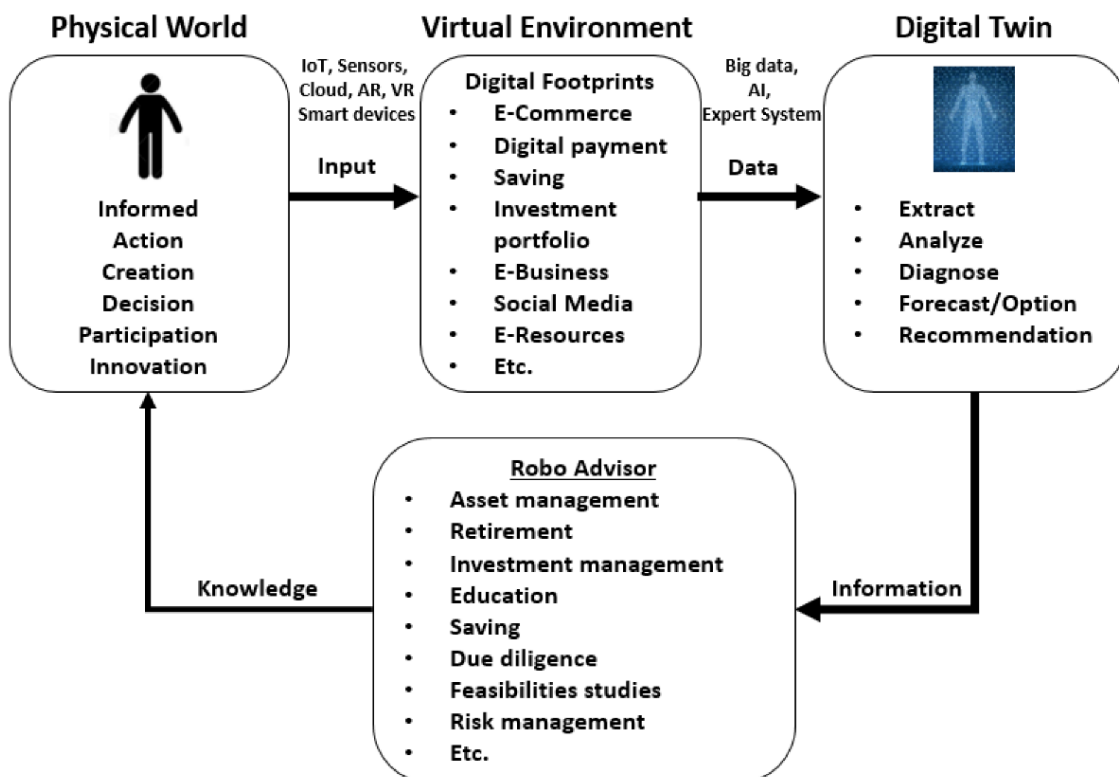 Physical World
Informed
Action
Creation
Decision
Participation
Innovation
IoT, Sensors,
Cloud, AR, VR
Smart devices
Input
Virtual Environment
Digital Footprints
• E-Commerce
• Digital payment
• Saving
• Investment
portfolio
• E-Business
• Social Media
• E-Resources
• Etc.
Big data,
AI,
Expert System
Data
Digital Twin
• Extract
• Analyze
• Diagnose
• Forecast/Option
• Recommendation
Information
Robo Advisor
• Asset management
• Retirement
• Investment management
• Education
• Saving
• Due diligence
• Feasibilities studies
• Risk management
• Etc.
Knowledge